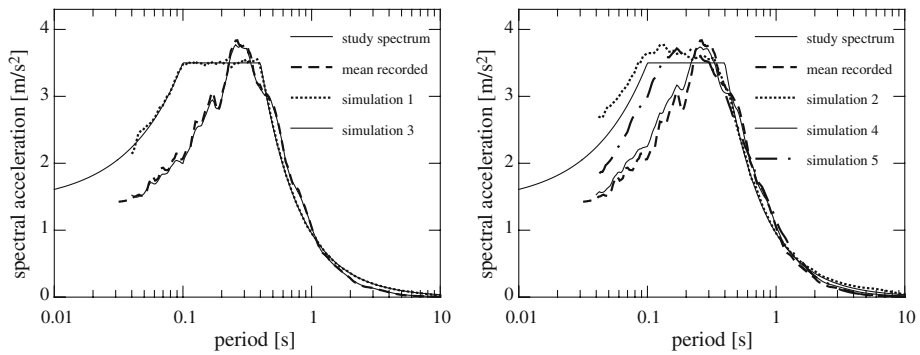 4
3
2
1
0
0.01
0.1
1
10
spectral acceleration [m/s²]
period [s]
study spectrum
mean recorded
simulation 1
simulation 3
4
3
2
1
0
0.01
0.1
1
10
spectral acceleration [m/s²]
period [s]
study spectrum
mean recorded
simulation 2
simulation 4
simulation 5